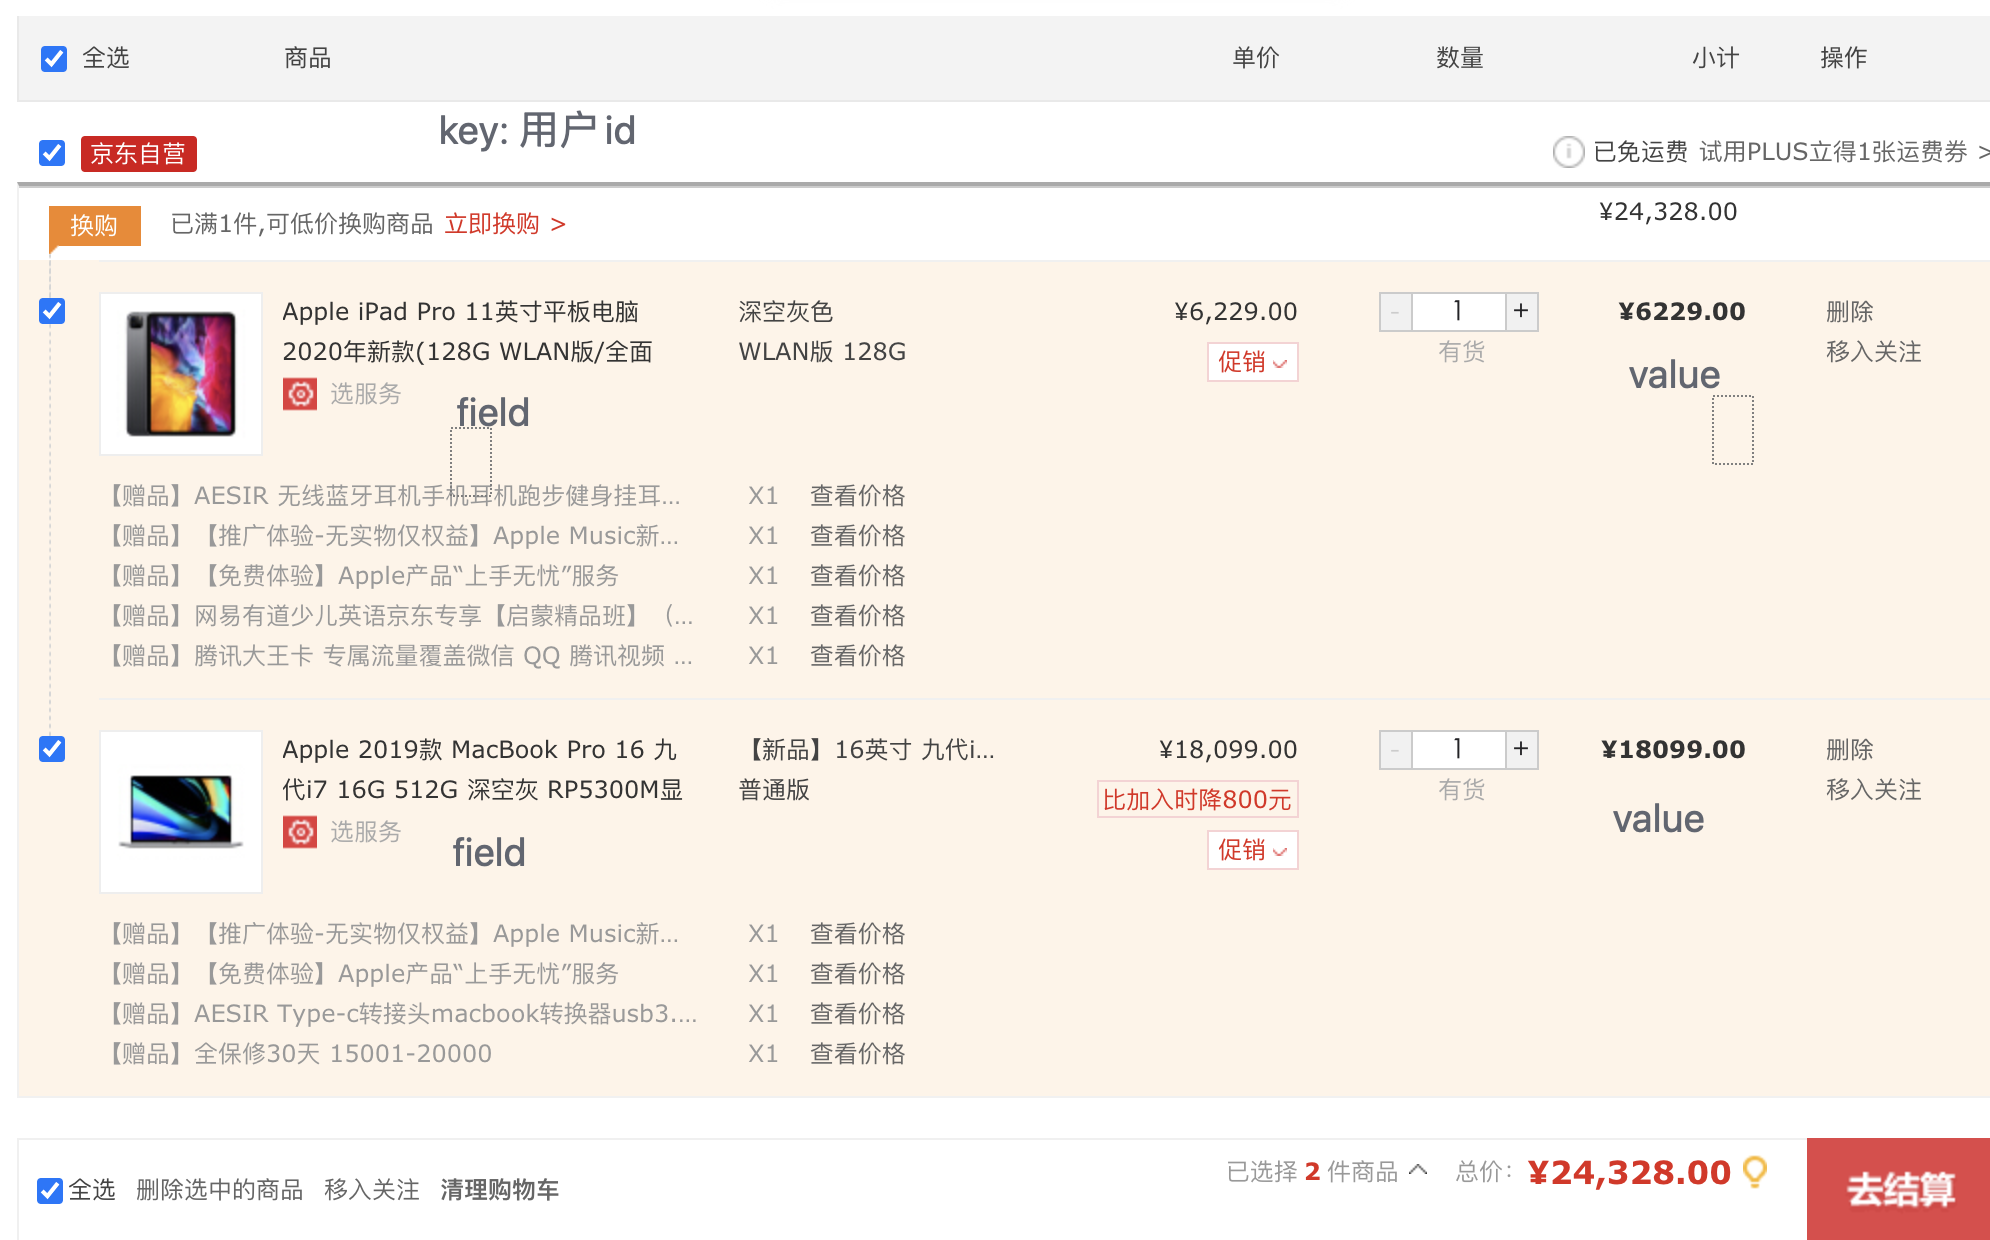 全选 商品 单价 数量 小计 操作
key: 用户id
京东自营 已免运费 试用PLUS立得1张运费券 >
换购 已满1件,可低价换购商品 立即换购 > ¥24,328.00
Apple iPad Pro 11英寸平板电脑 深空灰色 ¥6,229.00 - 1 + ¥6229.00 删除
2020年新款(128G WLAN版/全面 WLAN版 128G 促销 有货 移入关注
选服务
value
field
【赠品】AESIR 无线蓝牙耳机手机耳机跑步健身挂耳... X1 查看价格
【赠品】【推广体验-无实物仅权益】Apple Music新... X1 查看价格
【赠品】【免费体验】Apple产品“上手无忧”服务 X1 查看价格
【赠品】网易有道少儿英语京东专享【启蒙精品班】（... X1 查看价格
【赠品】腾讯大王卡 专属流量覆盖微信 QQ 腾讯视频 ... X1 查看价格
Apple 2019款 MacBook Pro 16 九 【新品】16英寸 九代i... ¥18,099.00 - 1 + ¥18099.00 删除
代i7 16G 512G 深空灰 RP5300M显 普通版 比加入时降800元 有货 移入关注
选服务 促销
value
field
【赠品】【推广体验-无实物仅权益】Apple Music新... X1 查看价格
【赠品】【免费体验】Apple产品“上手无忧”服务 X1 查看价格
【赠品】AESIR Type-c转接头macbook转换器usb3.... X1 查看价格
【赠品】全保修30天 15001-20000 X1 查看价格
全选 删除选中的商品 移入关注 清理购物车 已选择 2 件商品 总价: ¥24,328.00 去结算